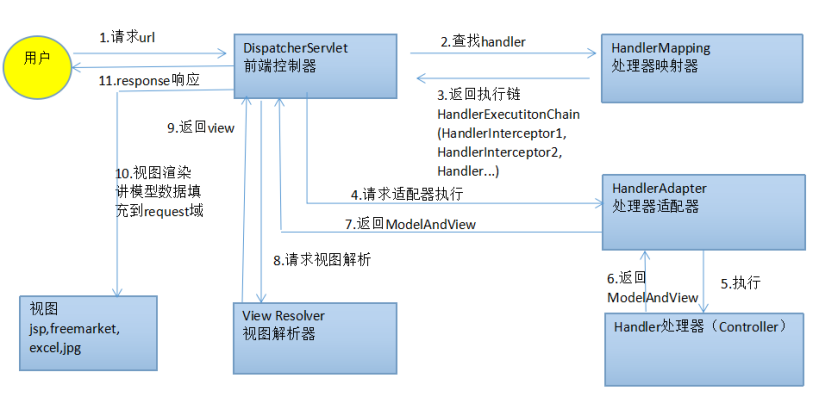 1.请求url
用户
DispatcherServlet
前端控制器
2.查找handler
HandlerMapping
处理器映射器
11.response响应
3.返回执行链
HandlerExecutitonChain
(HandlerInterceptor1,
HandlerInterceptor2,
Handler...)
9.返回view
10.视图渲染
讲模型数据填
充到request域
4.请求适配器执行
HandlerAdapter
处理器适配器
7.返回ModelAndView
8.请求视图解析
6.返回
ModelAndView
5.执行
视图
jsp,freemarket,
excel,jpg
View Resolver
视图解析器
Handler处理器（Controller）